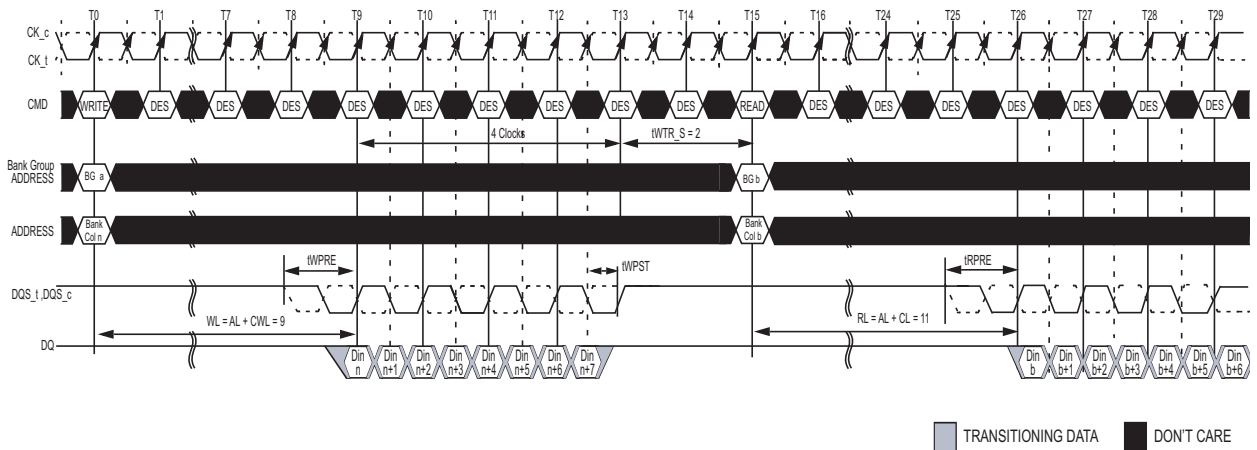 T0 T1 T7 T8 T9 T10 T11 T12 T13 T14 T15 T16 T24 T25 T26 T27 T28 T29
CK_c
CK_t
CMD WRITE DES DES DES DES DES DES DES DES DES READ DES DES DES DES DES DES DES
4 Clocks tWTR_S = 2
Bank Group
ADDRESS BG a BG b
ADDRESS Bank Col n Bank Col b
tWPRE tWPST tRPRE
DQS_t ,DQS_c
WL = AL + CWL = 9 RL = AL + CL = 11
DQ Din n Din n+1 Din n+2 Din n+3 Din n+4 Din n+5 Din n+6 Din n+7 Din b Din b+1 Din b+2 Din b+3 Din b+4 Din b+5 Din b+6
TRANSITIONING DATA DON'T CARE